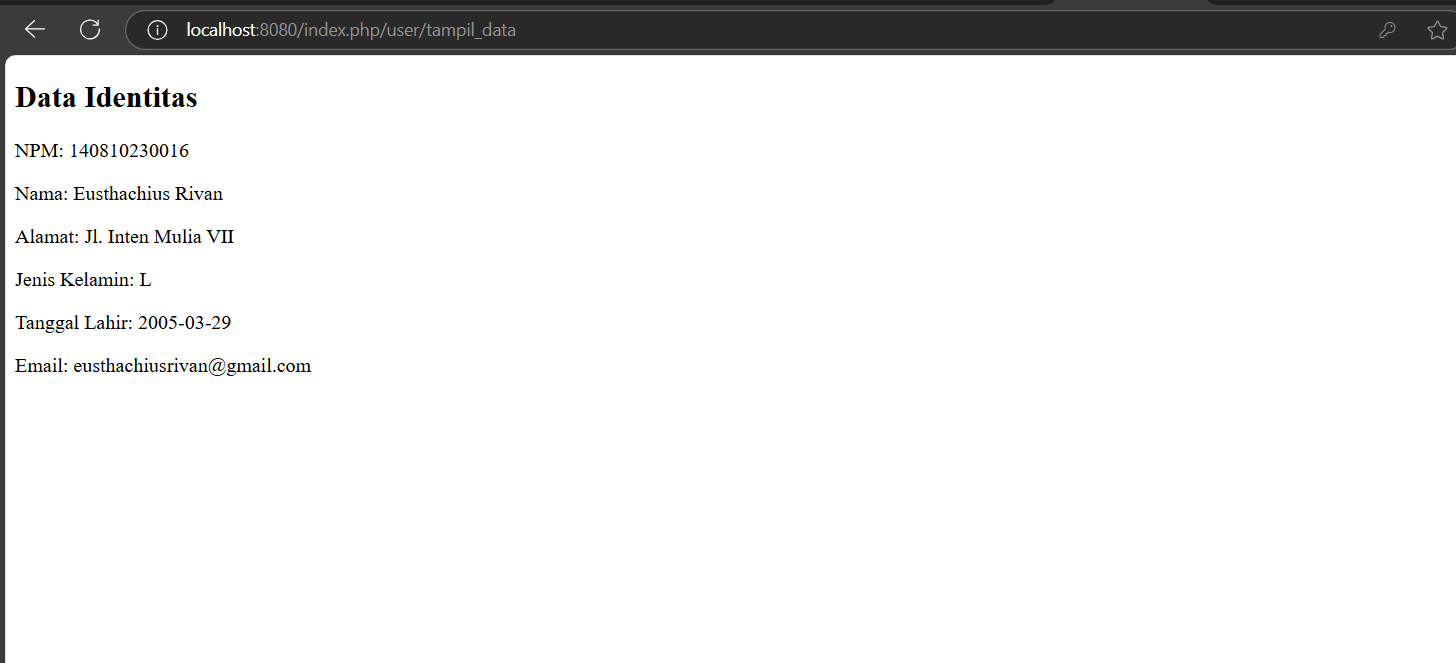 localhost:8080/index.php/user/tampil_data
Data Identitas
NPM: 140810230016
Nama: Eusthachius Rivan
Alamat: Jl. Inten Mulia VII
Jenis Kelamin: L
Tanggal Lahir: 2005-03-29
Email: eusthachiusrivan@gmail.com